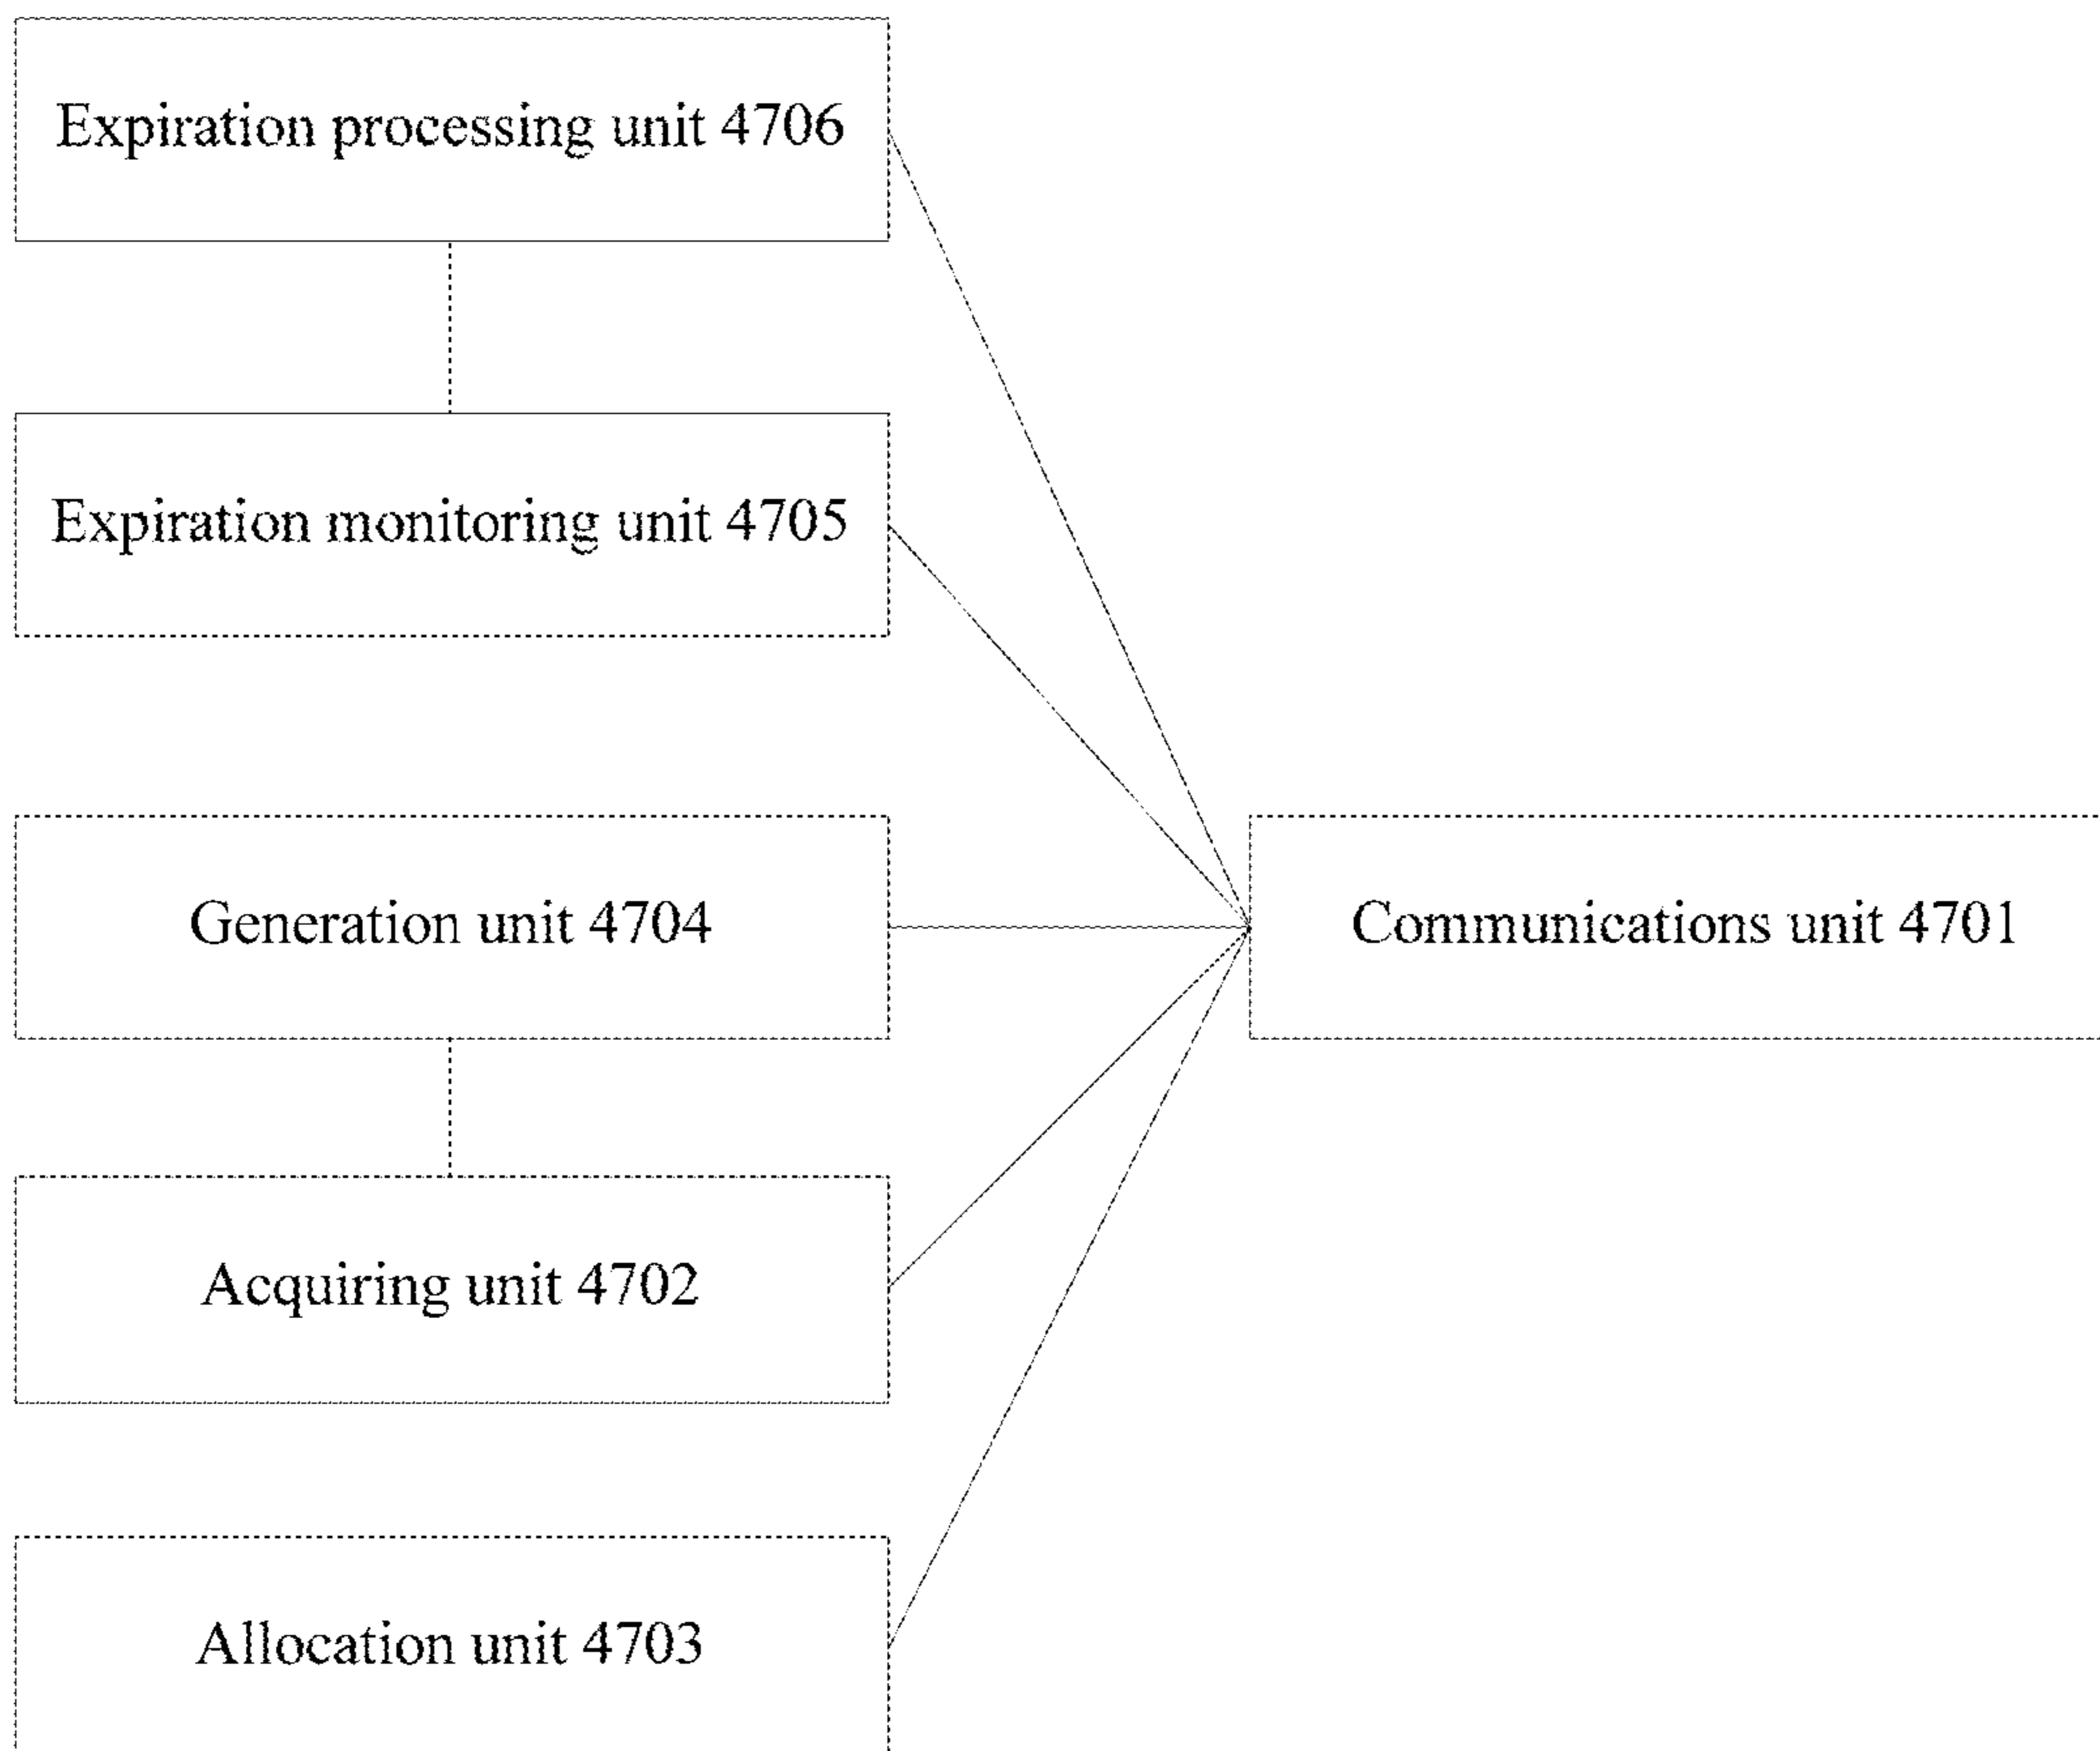 Expiration processing unit 4706
Expiration monitoring unit 4705
Generation unit 4704
Communications unit 4701
Acquiring unit 4702
Allocation unit 4703